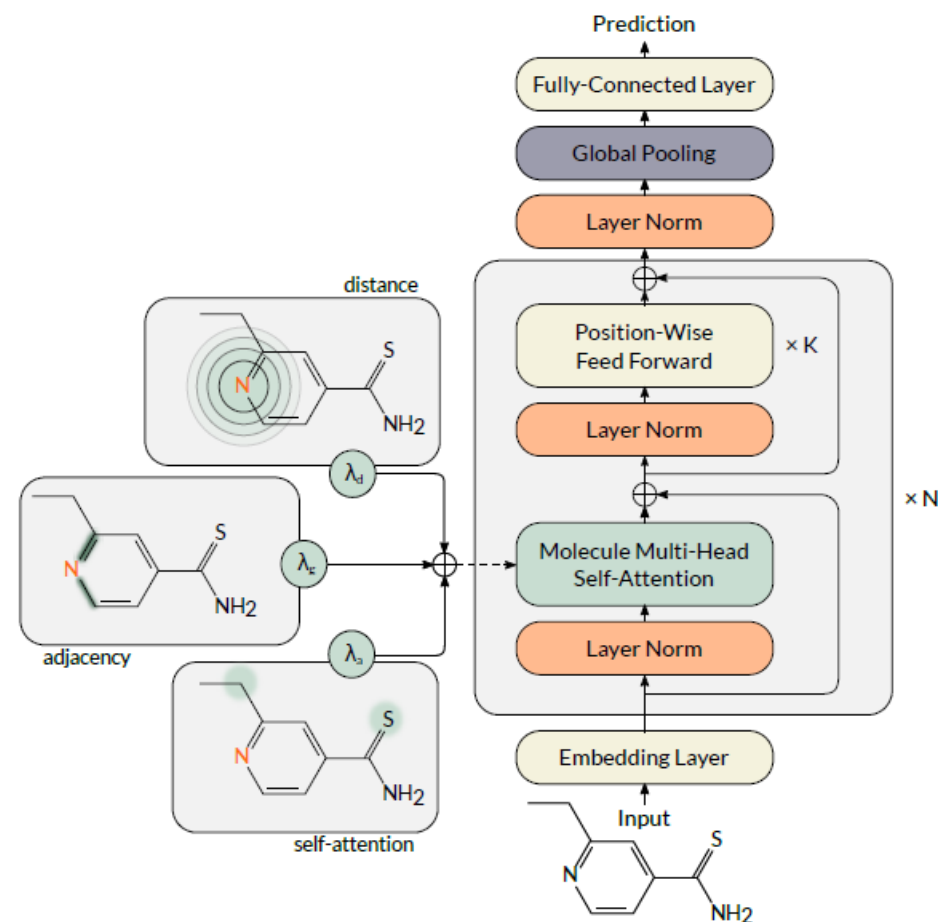 Prediction
Fully-Connected Layer
Global Pooling
Layer Norm
distance
S
N
NH2
λd
Position-Wise
Feed Forward
× K
Layer Norm
× N
S
N
NH2
λg
adjacency
Molecule Multi-Head
Self-Attention
Layer Norm
λa
S
N
NH2
self-attention
Embedding Layer
Input
S
N
NH2